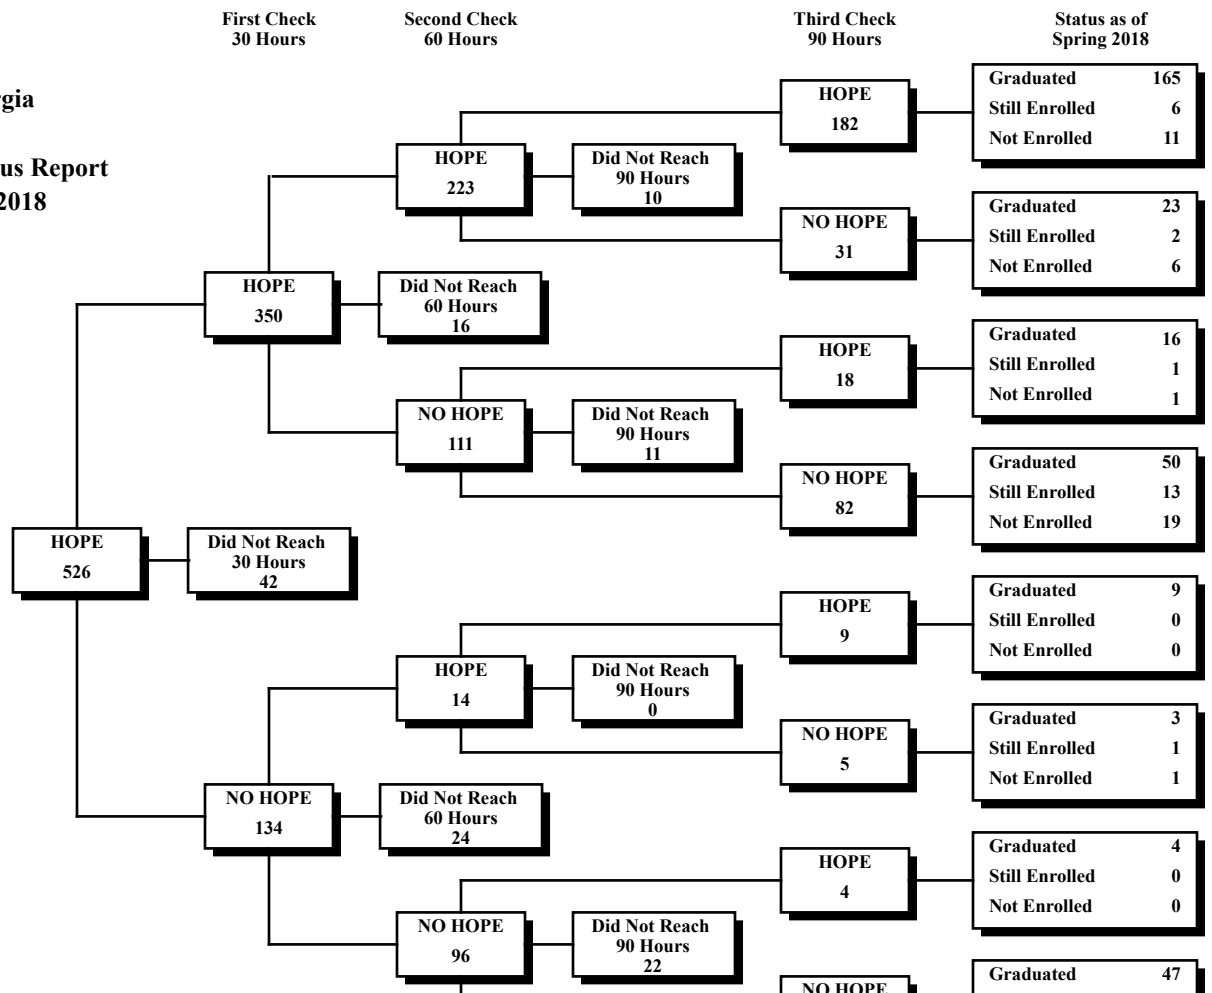 First Check
30 Hours
Second Check
60 Hours
Third Check
90 Hours
Status as of
Spring 2018
Report
2018
HOPE
182
Graduated 165
Still Enrolled 6
Not Enrolled 11
HOPE
223
Did Not Reach
90 Hours
10
NO HOPE
31
Graduated 23
Still Enrolled 2
Not Enrolled 6
HOPE
350
Did Not Reach
60 Hours
16
HOPE
18
Graduated 16
Still Enrolled 1
Not Enrolled 1
NO HOPE
111
Did Not Reach
90 Hours
11
NO HOPE
82
Graduated 50
Still Enrolled 13
Not Enrolled 19
HOPE
526
Did Not Reach
30 Hours
42
HOPE
9
Graduated 9
Still Enrolled 0
Not Enrolled 0
HOPE
14
Did Not Reach
90 Hours
0
NO HOPE
5
Graduated 3
Still Enrolled 1
Not Enrolled 1
NO HOPE
134
Did Not Reach
60 Hours
24
HOPE
4
Graduated 4
Still Enrolled 0
Not Enrolled 0
NO HOPE
96
Did Not Reach
90 Hours
22
NO HOPE
Graduated 47